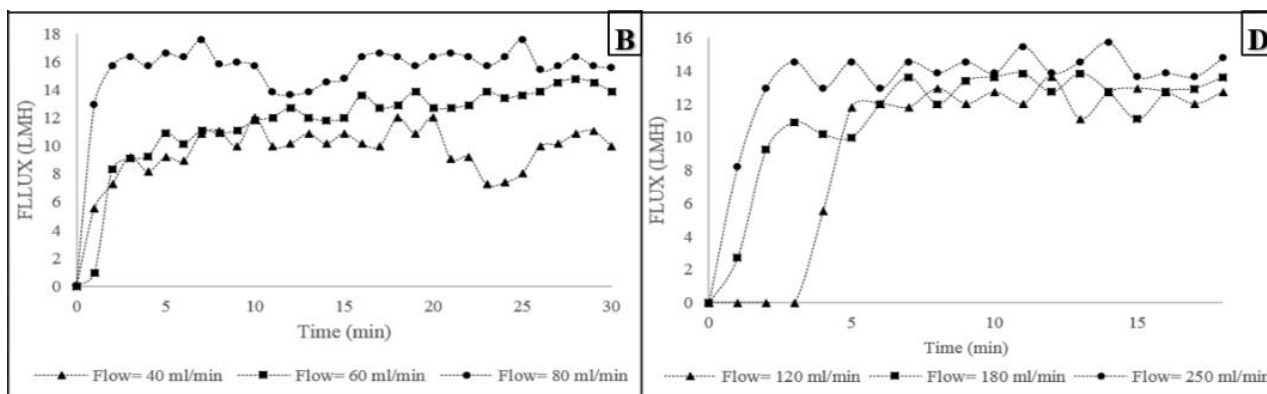 B
FLLUX (LMH)
18
16
14
12
10
8
6
4
2
0
0 5 10 15 20 25 30
Time (min)
Flow= 40 ml/min Flow= 60 ml/min Flow= 80 ml/min
D
FLUX (LMH)
16
14
12
10
8
6
4
2
0
0 5 10 15
Time (min)
Flow= 120 ml/min Flow= 180 ml/min Flow= 250 ml/min